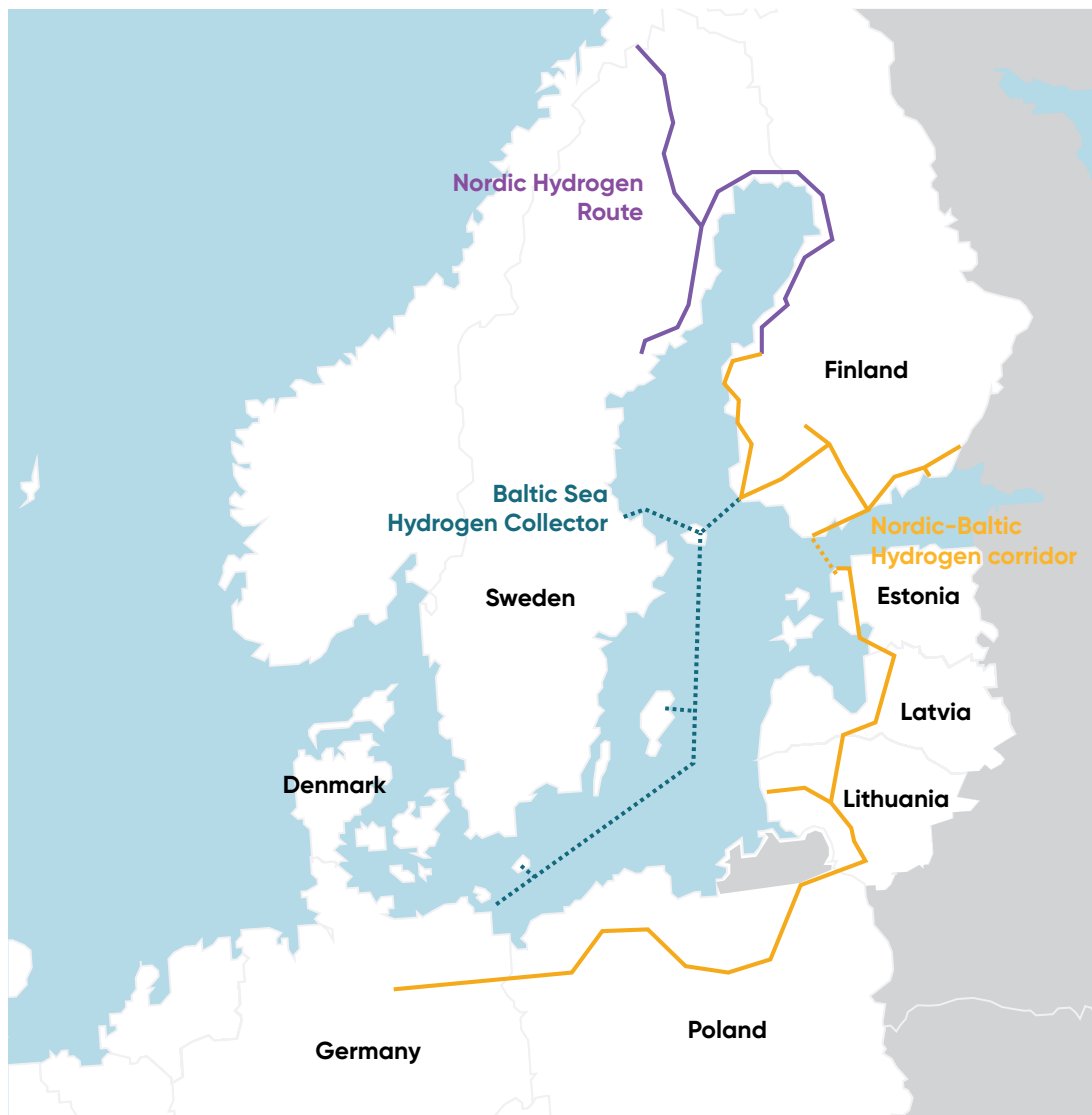 Nordic Hydrogen
Route
Finland
Baltic Sea
Hydrogen Collector
Nordic-Baltic
Hydrogen corridor
Sweden
Estonia
Latvia
Denmark
Lithuania
Poland
Germany